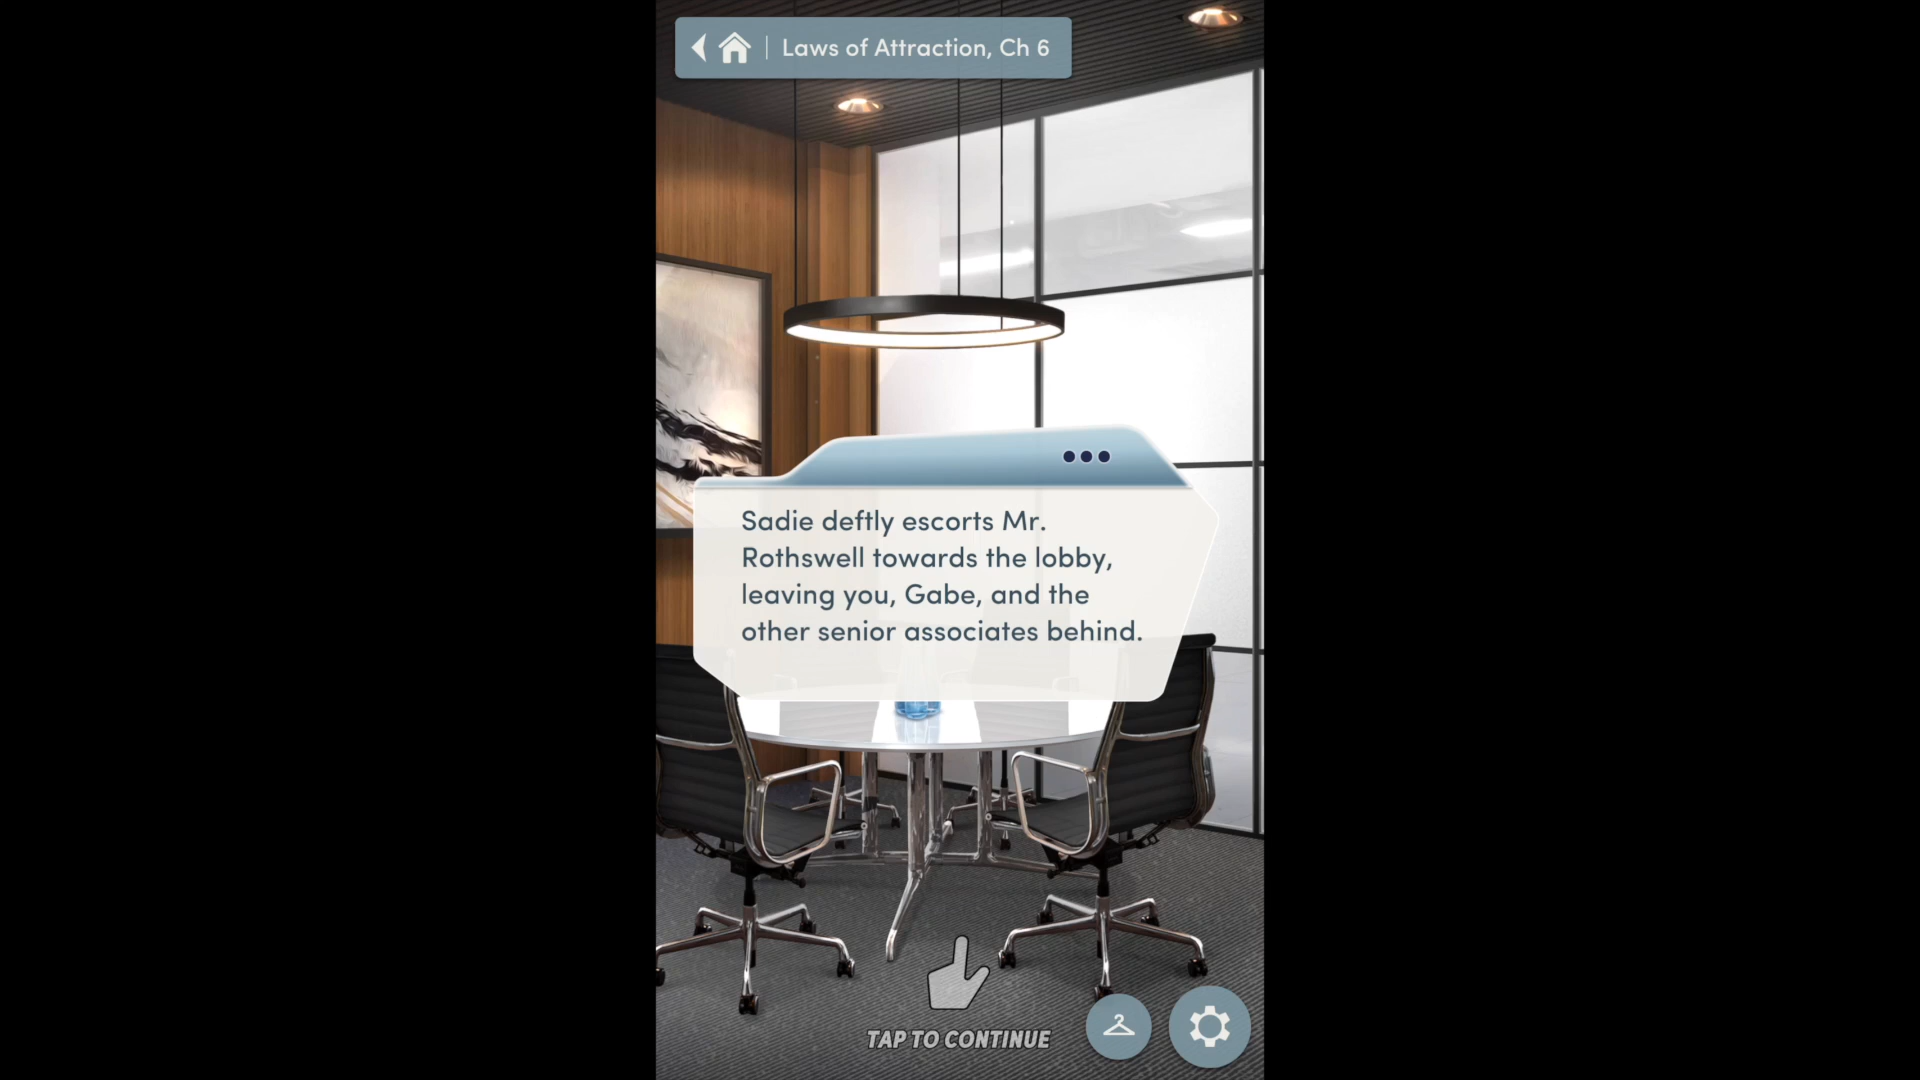 Laws of Attraction, Ch 6
Sadie deftly escorts Mr.
Rothswell towards the lobby,
leaving you, Gabe, and the
other senior associates behind.
TAP TO CONTINUE